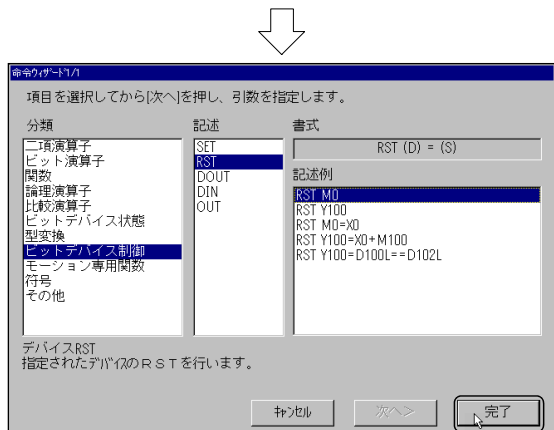 命令ウィザード1/1
項目を選択してから[次へ]を押し、引数を指定します。
分類
二項演算子
ビット演算子
関数
論理演算子
比較演算子
ビットデバイス状態
型変換
ビットデバイス制御
モーション専用関数
符号
その他
記述
SET
RST
DOUT
DIN
OUT
書式
RST (D) = (S)
記述例
RST M0
RST Y100
RST M0=X0
RST Y100=X0+M100
RST Y100=D100L==D102L
デバイスRST
指定されたデバイスのRSTを行います。
キャンセル
次へ>
完了